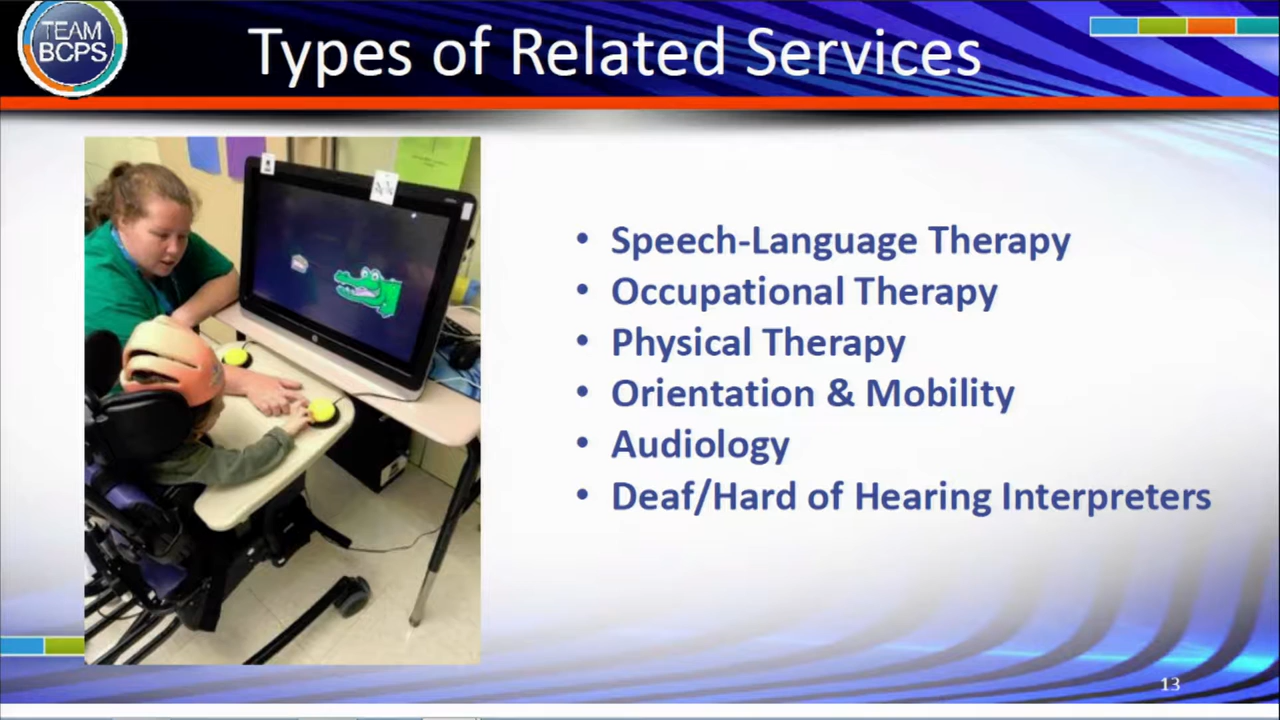 TEAM
BCPS
Types of Related Services
• Speech-Language Therapy
• Occupational Therapy
• Physical Therapy
• Orientation & Mobility
• Audiology
• Deaf/Hard of Hearing Interpreters
13